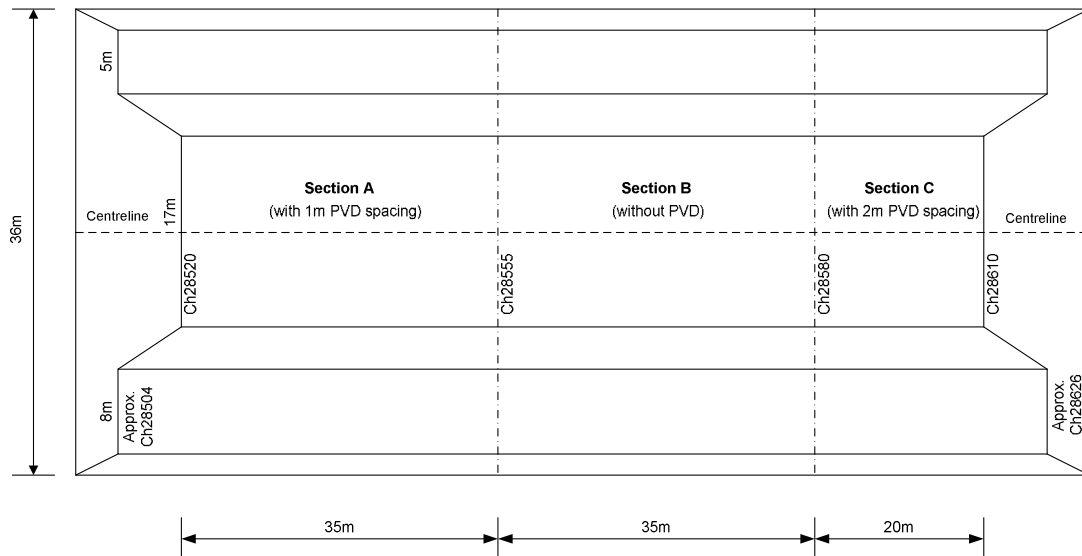 5m
36m
Section A
(with 1m PVD spacing)
Section B
(without PVD)
Section C
(with 2m PVD spacing)
Centreline
17m
Centreline
Ch28520
Ch28555
Ch28580
Ch28610
8m
Approx.
Ch28504
Approx.
Ch28626
35m
35m
20m